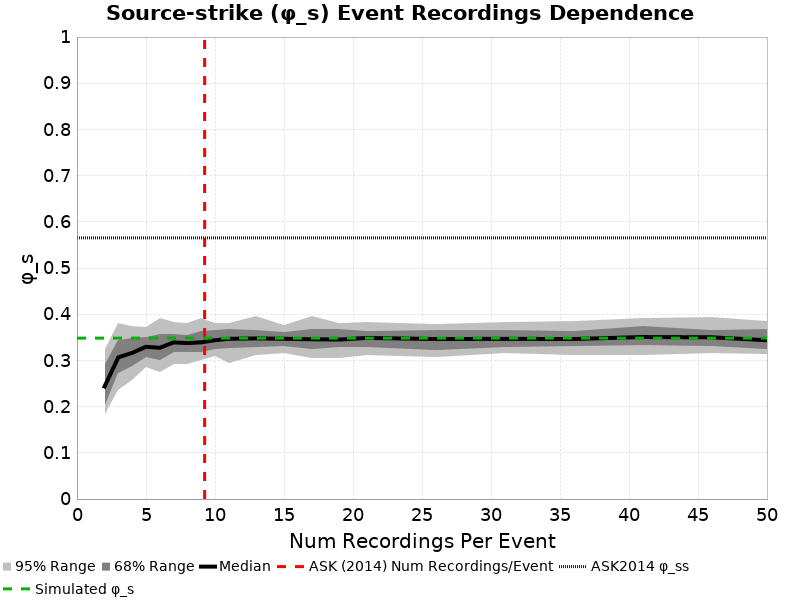 Source-strike (φ_s) Event Recordings Dependence
1
0.9
0.8
0.7
0.6
0.5
0.4
0.3
0.2
0.1
0
φ_s
0 5 10 15 20 25 30 35 40 45 50
Num Recordings Per Event
95% Range 68% Range Median ASK (2014) Num Recordings/Event ASK2014 φ_ss
Simulated φ_s